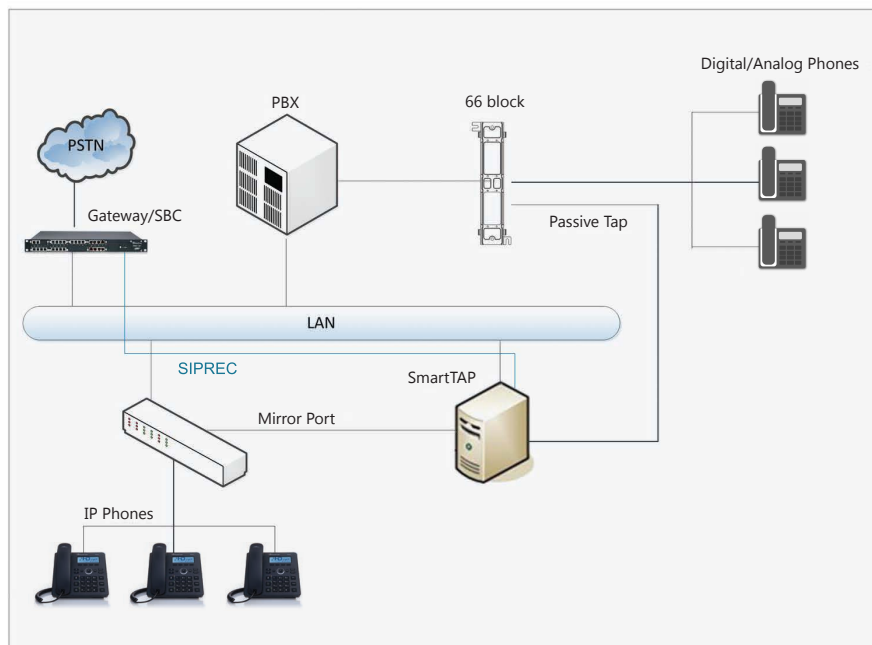 Digital/Analog Phones
PBX
66 block
PSTN
Gateway/SBC
Passive Tap
LAN
SIPREC
SmartTAP
Mirror Port
IP Phones